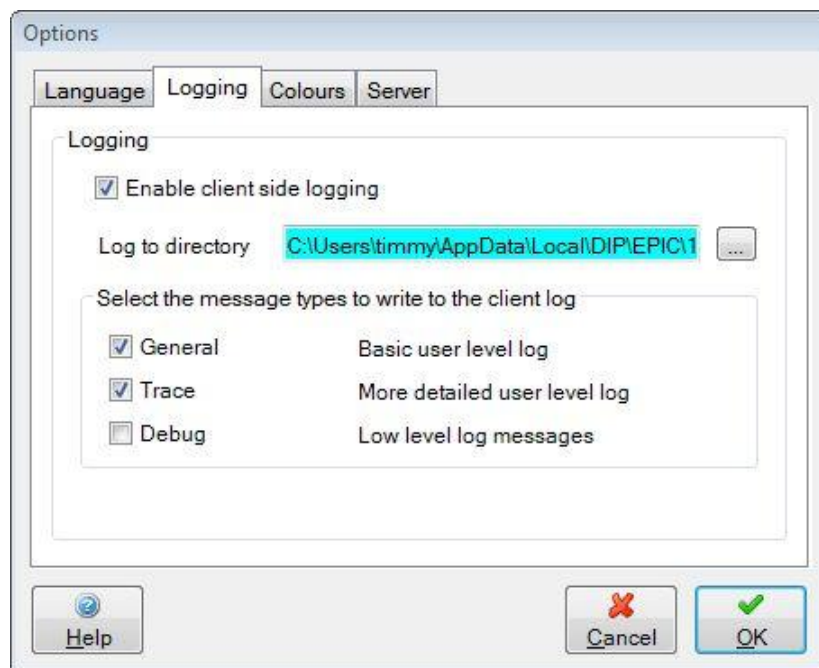 Options
Language Logging Colours Server
Logging
Enable client side logging
Log to directory C:\Users\timmy\AppData\Local\DIP\EPIC\1 ...
Select the message types to write to the client log
General Basic user level log
Trace More detailed user level log
Debug Low level log messages
Help Cancel OK